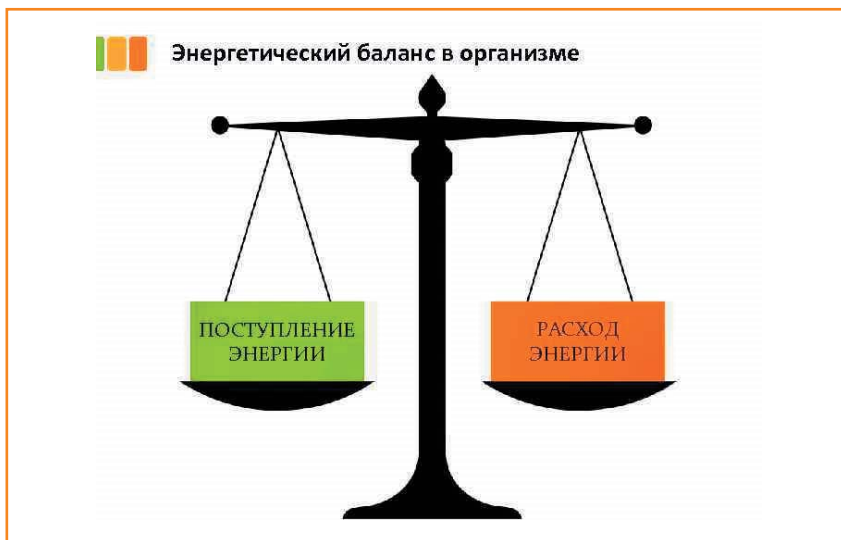 Энергетический баланс в организме
ПОСТУПЛЕНИЕ
ЭНЕРГИИ
РАСХОД
ЭНЕРГИИ